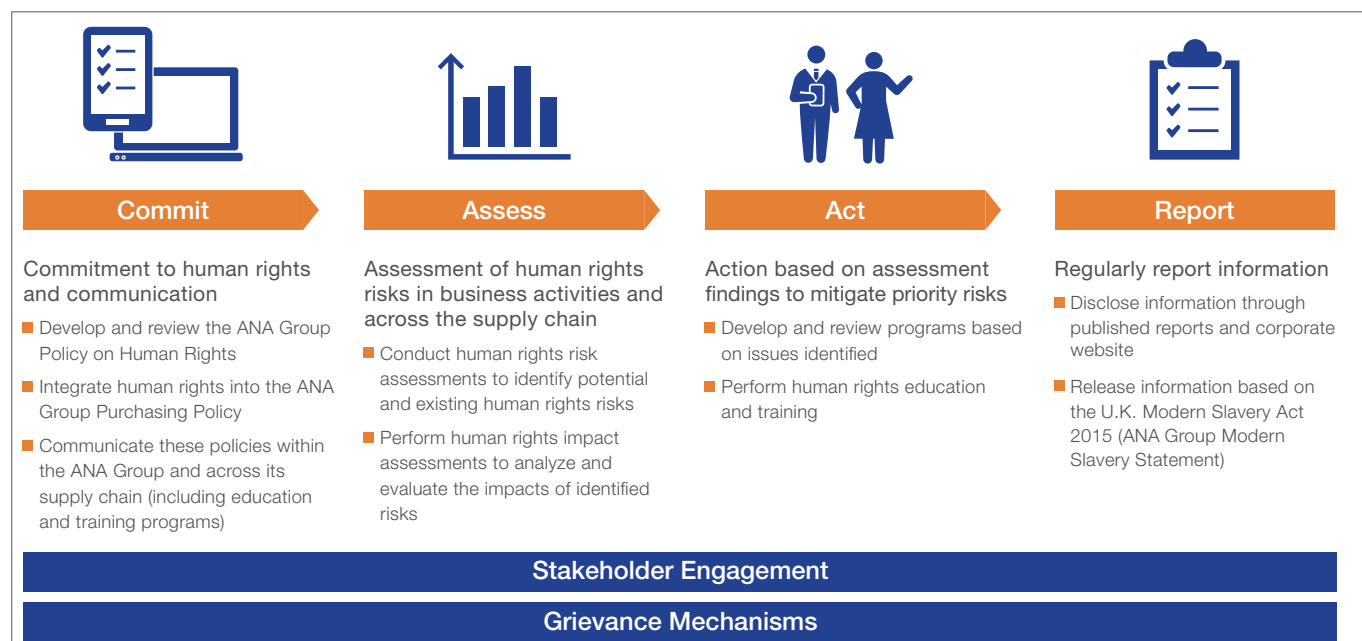 Commit
Commitment to human rights
and communication
Develop and review the ANA Group
Policy on Human Rights
Integrate human rights into the ANA
Group Purchasing Policy
Communicate these policies within
the ANA Group and across its
supply chain (including education
and training programs)
Assess
Assessment of human rights
risks in business activities and
across the supply chain
Conduct human rights risk
assessments to identify potential
and existing human rights risks
Perform human rights impact
assessments to analyze and
evaluate the impacts of identified
risks
Act
Action based on assessment
findings to mitigate priority risks
Develop and review programs based
on issues identified
Perform human rights education
and training
Report
Regularly report information
Disclose information through
published reports and corporate
website
Release information based on
the U.K. Modern Slavery Act
2015 (ANA Group Modern
Slavery Statement)
Stakeholder Engagement
Grievance Mechanisms